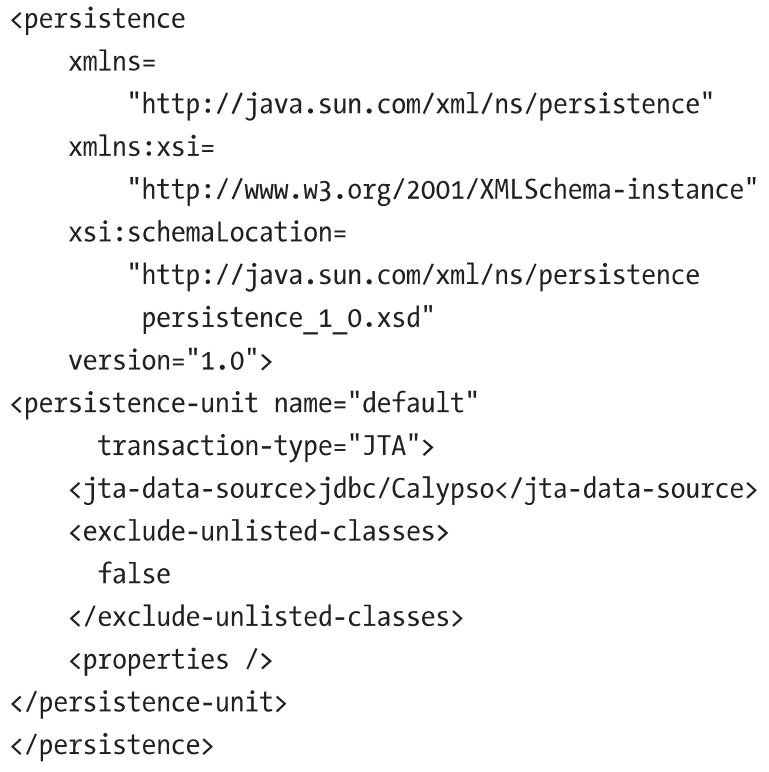 <persistence
xmlns=
"http://java.sun.com/xml/ns/persistence"
xmlns:xsi=
"http://www.w3.org/2001/XMLSchema-instance"
xsi:schemaLocation=
"http://java.sun.com/xml/ns/persistence
persistence_1_0.xsd"
version="1.0">
<persistence-unit name="default"
transaction-type="JTA">
<jta-data-source>jdbc/Calypso</jta-data-source>
<exclude-unlisted-classes>
false
</exclude-unlisted-classes>
<properties />
</persistence-unit>
</persistence>